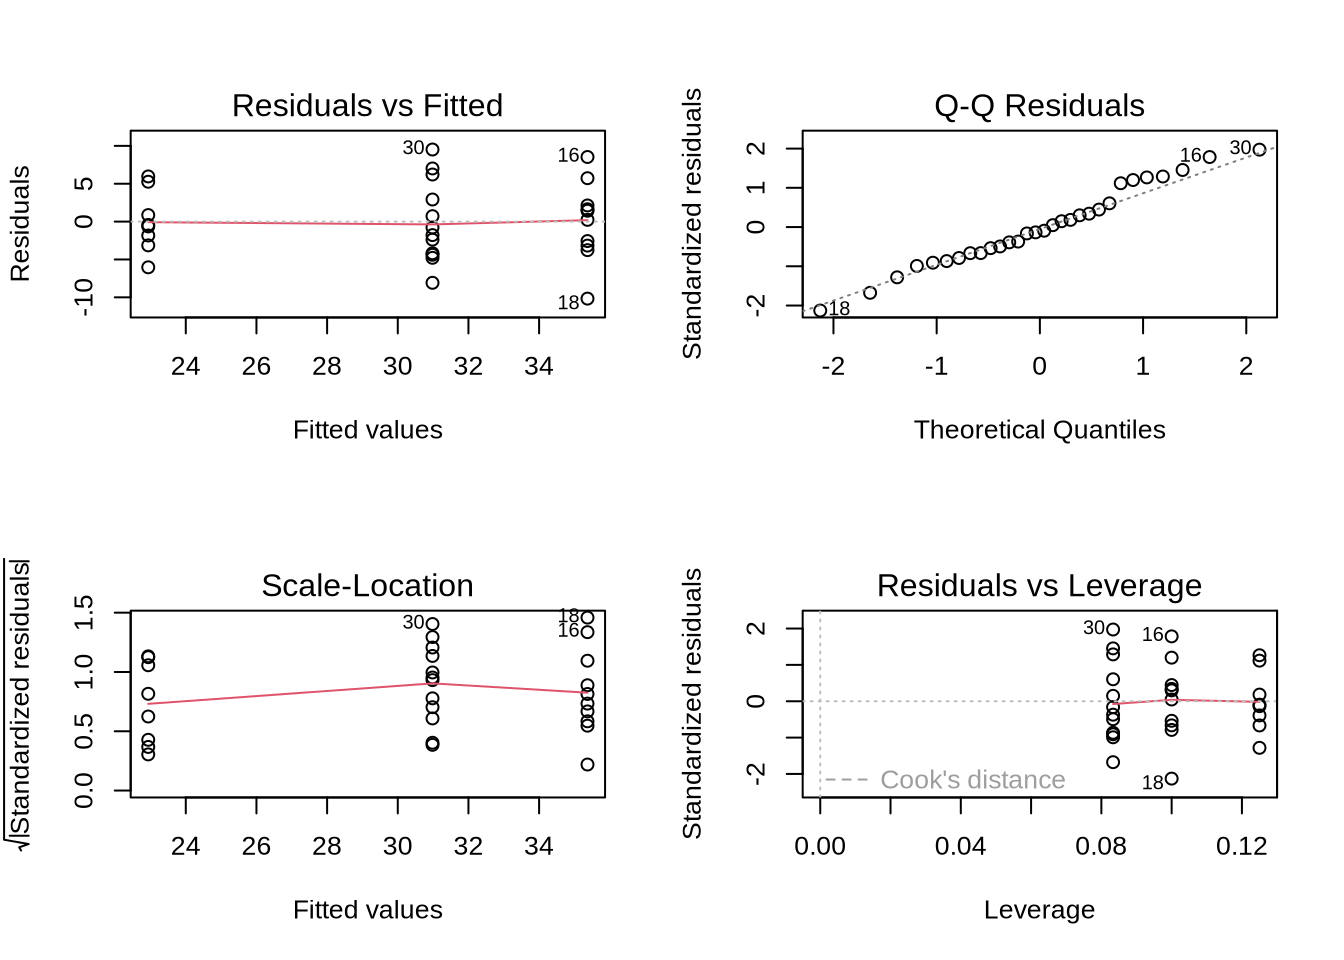 Residuals vs Fitted
Residuals
5
0
-10
30
16
18
24 26 28 30 32 34
Fitted values
Q-Q Residuals
Standardized residuals
2
1
0
-2
16
30
18
-2 -1 0 1 2
Theoretical Quantiles
Scale-Location
√|Standardized residuals|
1.5
1.0
0.5
0.0
30
18
16
24 26 28 30 32 34
Fitted values
Residuals vs Leverage
Standardized residuals
2
0
-2
30
16
18
Cook's distance
0.00 0.04 0.08 0.12
Leverage